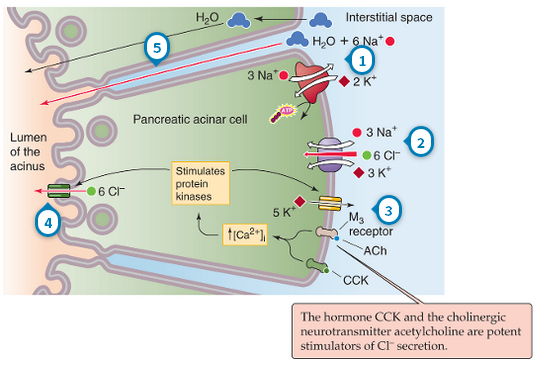 H₂O
Interstitial space
5
H₂O + 6 Na⁺
1
3 Na⁺
2 K⁺
ATP
Pancreatic acinar cell
3 Na⁺
2
6 Cl⁻
3 K⁺
Lumen
of the
acinus
Stimulates
protein
kinases
6 Cl⁻
4
5 K⁺
3
M₃
receptor
↑[Ca²⁺]ᵢ
ACh
CCK
The hormone CCK and the cholinergic
neurotransmitter acetylcholine are potent
stimulators of Cl⁻ secretion.